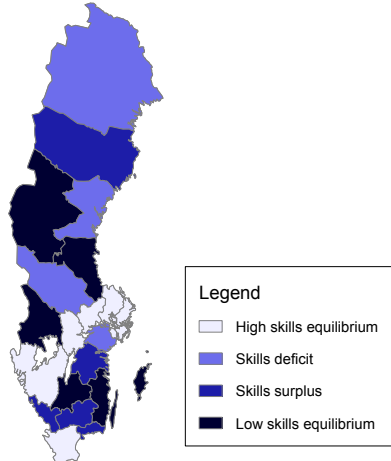 Legend
High skills equilibrium
Skills deficit
Skills surplus
Low skills equilibrium